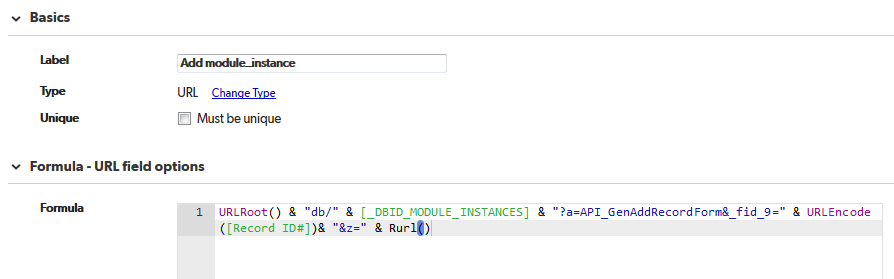 Basics
Label Add module_instance
Type URL Change Type
Unique Must be unique
Formula - URL field options
Formula 1 URLRoot() & "db/" & [_DBID_MODULE_INSTANCES] & "?a=API_GenAddRecordForm&_fid_9=" & URLEncode
([Record ID#])& "&z=" & Rurl()